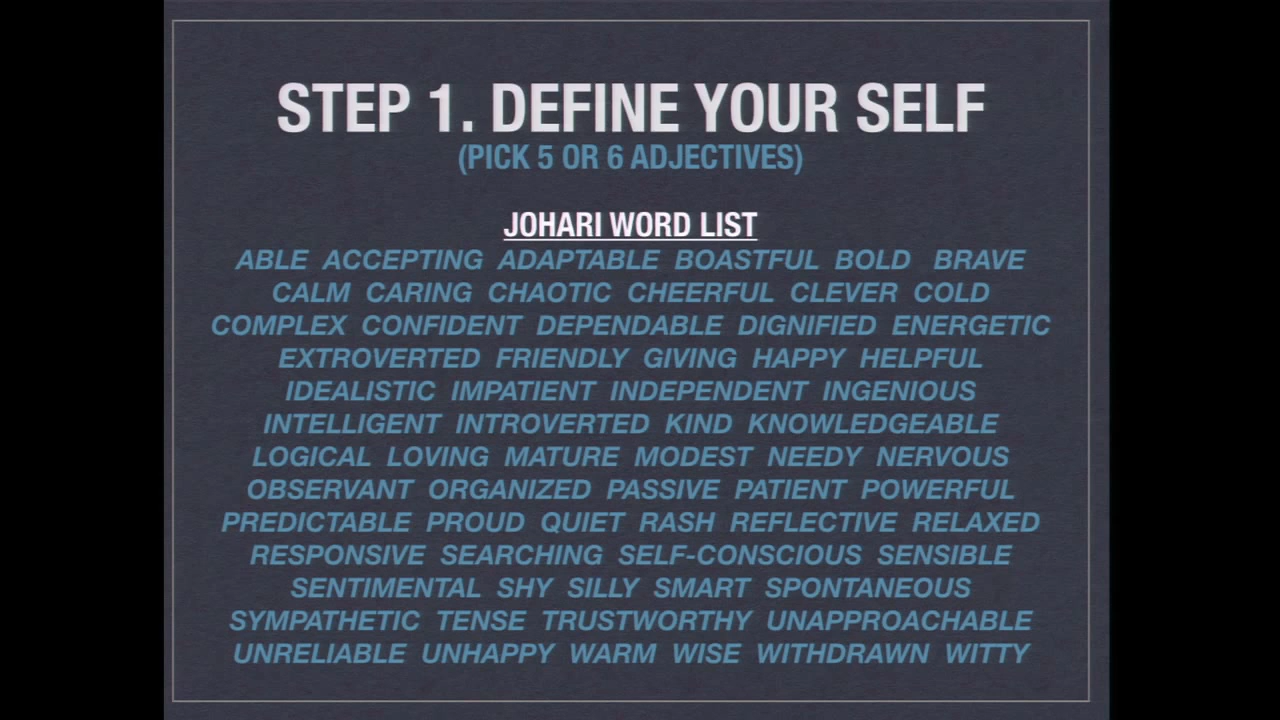 STEP 1. DEFINE YOUR SELF
(PICK 5 OR 6 ADJECTIVES)
JOHARI WORD LIST
ABLE ACCEPTING ADAPTABLE BOASTFUL BOLD BRAVE
CALM CARING CHAOTIC CHEERFUL CLEVER COLD
COMPLEX CONFIDENT DEPENDABLE DIGNIFIED ENERGETIC
EXTROVERTED FRIENDLY GIVING HAPPY HELPFUL
IDEALISTIC IMPATIENT INDEPENDENT INGENIOUS
INTELLIGENT INTROVERTED KIND KNOWLEDGEABLE
LOGICAL LOVING MATURE MODEST NEEDY NERVOUS
OBSERVANT ORGANIZED PASSIVE PATIENT POWERFUL
PREDICTABLE PROUD QUIET RASH REFLECTIVE RELAXED
RESPONSIVE SEARCHING SELF-CONSCIOUS SENSIBLE
SENTIMENTAL SHY SILLY SMART SPONTANEOUS
SYMPATHETIC TENSE TRUSTWORTHY UNAPPROACHABLE
UNRELIABLE UNHAPPY WARM WISE WITHDRAWN WITTY